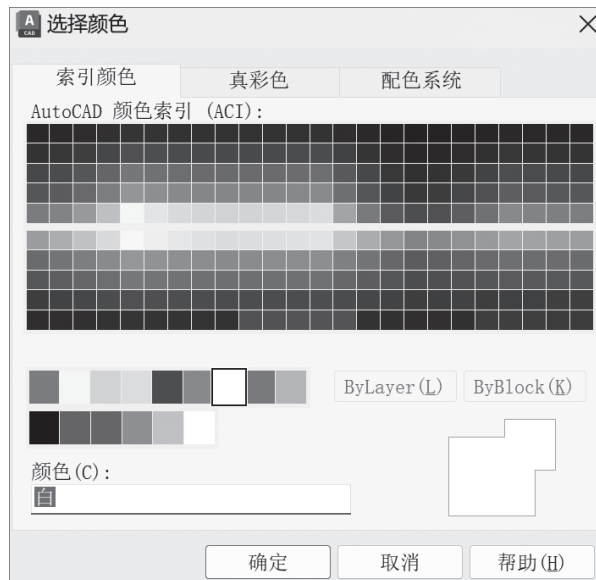 A
CAD
选择颜色
索引颜色 真彩色 配色系统
AutoCAD 颜色索引 (ACI):
ByLayer(L) ByBlock(K)
颜色(C):
白
确定 取消 帮助(H)